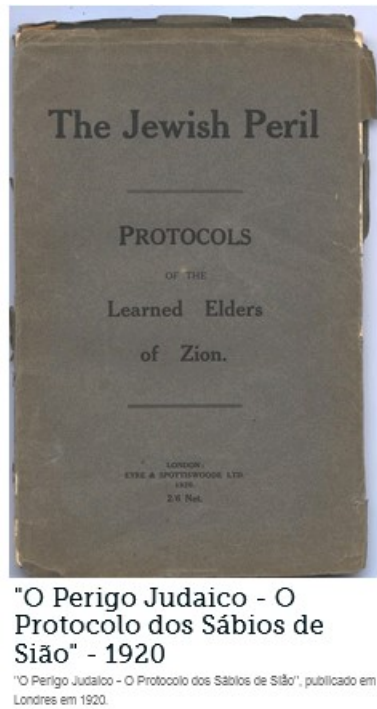 The Jewish Peril
PROTOCOLS
OF THE
Learned Elders
of Zion.
LONDON:
EYRE & SPOTTISWOODE LTD.
1920
2/6 Net.
"O Perigo Judaico - O
Protocolo dos Sábios de
Sião" - 1920
"O Perigo Judaico - O Protocolo dos Sábios de Sião", publicado em
Londres em 1920.